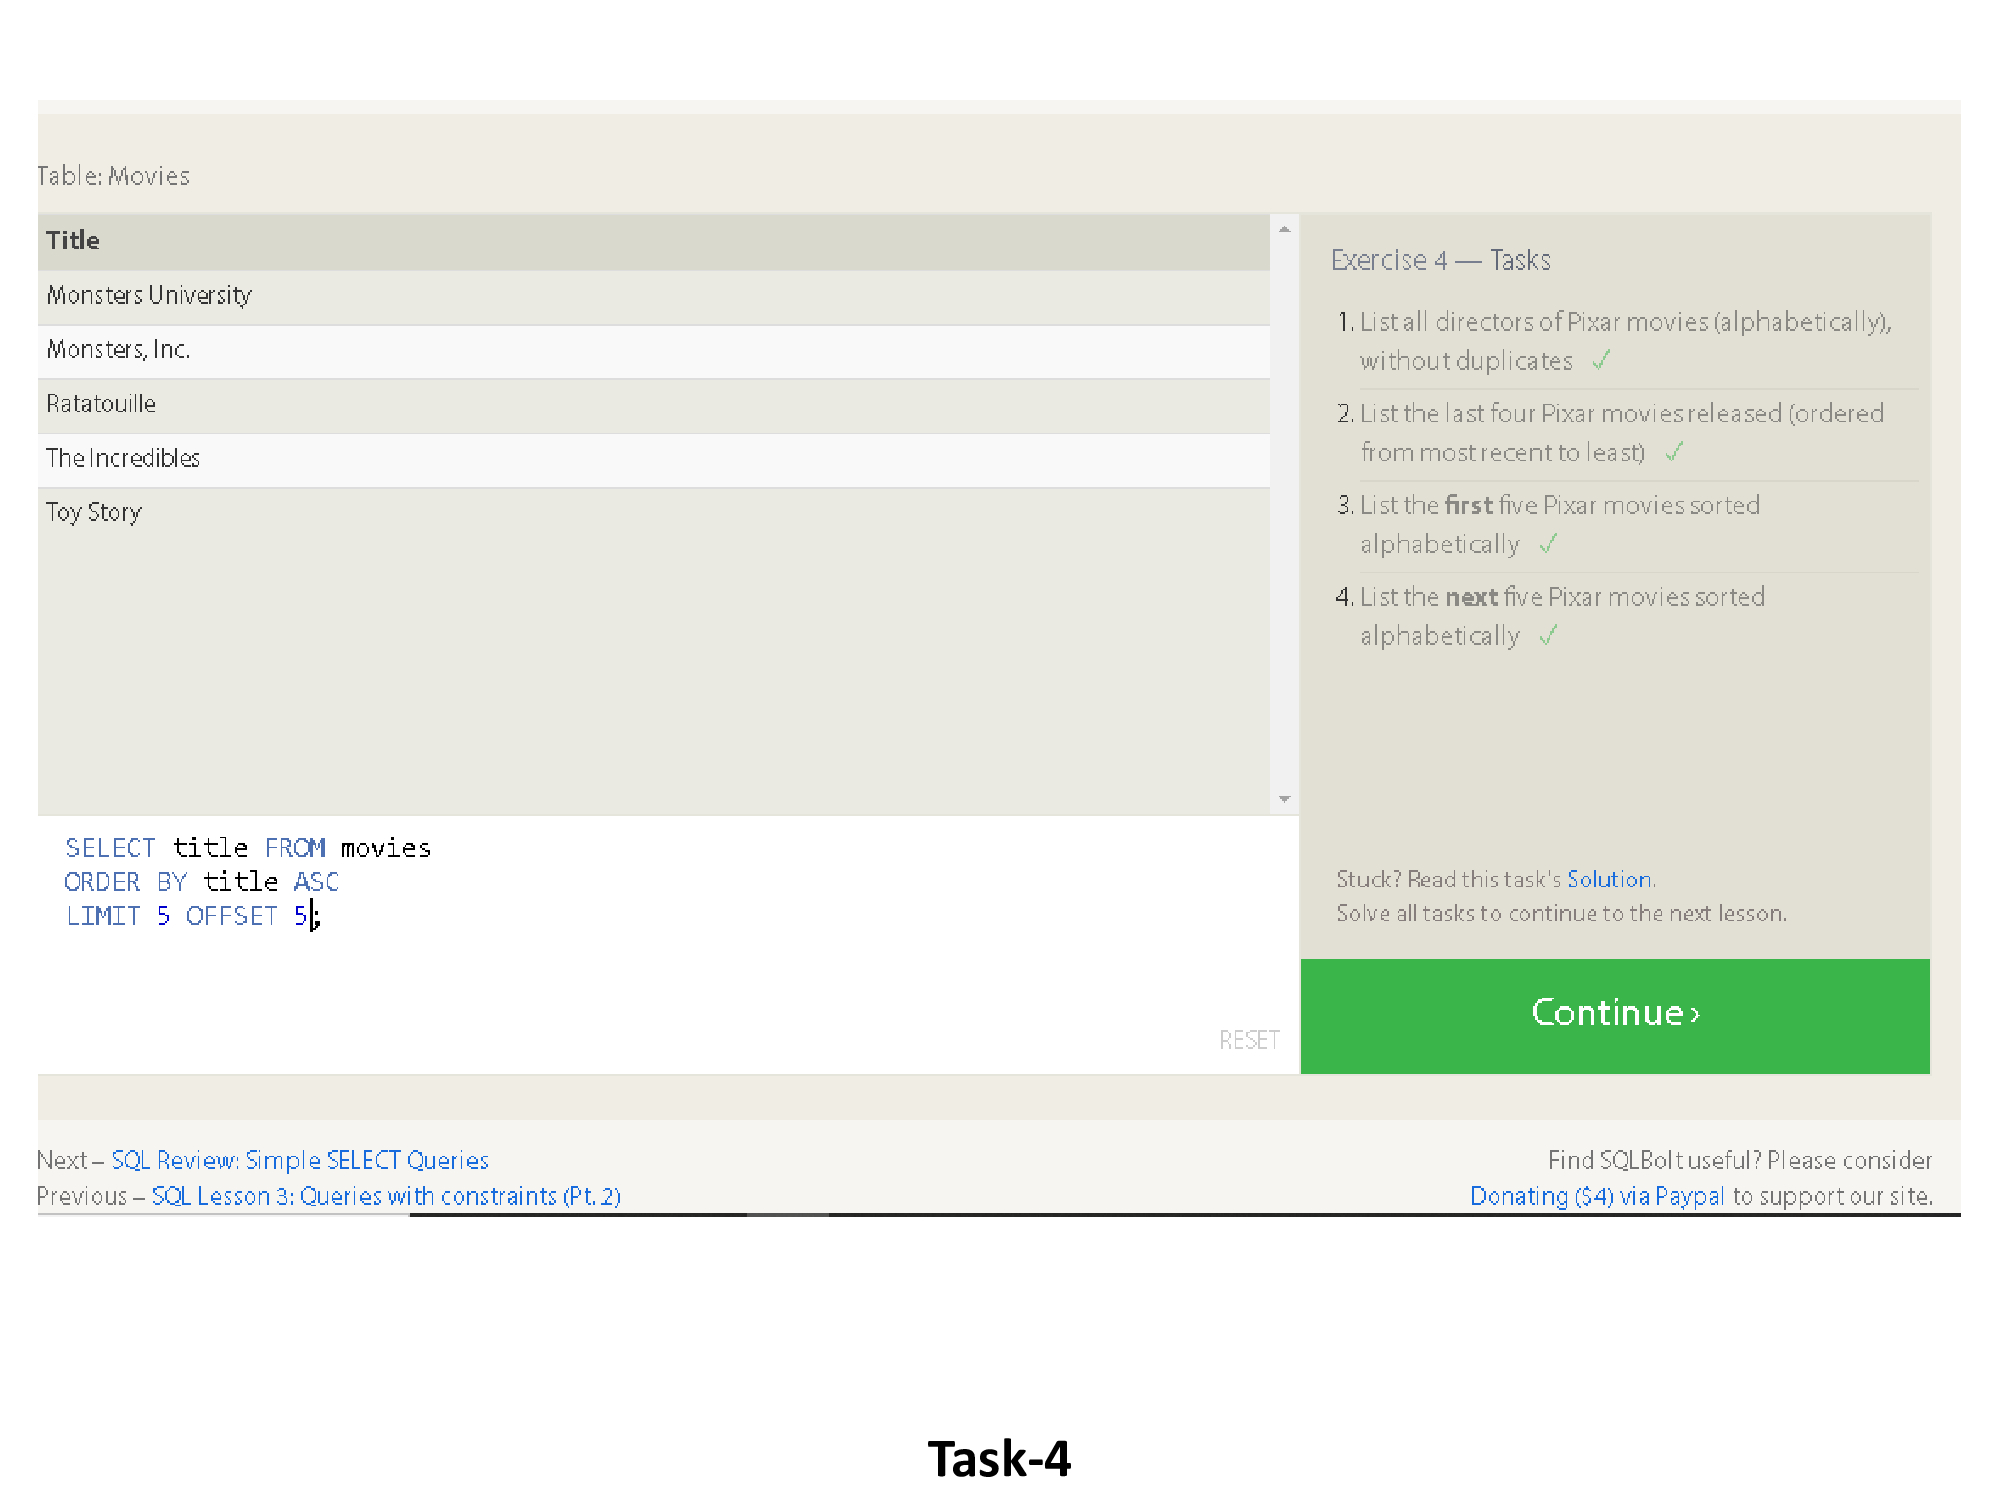 Table: Movies
Title
Monsters University
Monsters, Inc.
Ratatouille
The Incredibles
Toy Story
SELECT title FROM movies
ORDER BY title ASC
LIMIT 5 OFFSET 5;
RESET
Exercise 4 — Tasks
1. List all directors of Pixar movies (alphabetically),
without duplicates ✓
2. List the last four Pixar movies released (ordered
from most recent to least) ✓
3. List the first five Pixar movies sorted
alphabetically ✓
4. List the next five Pixar movies sorted
alphabetically ✓
Stuck? Read this task's Solution.
Solve all tasks to continue to the next lesson.
Continue ›
Next – SQL Review: Simple SELECT Queries
Previous – SQL Lesson 3: Queries with constraints (Pt. 2)
Find SQLBolt useful? Please consider
Donating ($4) via Paypal to support our site.
Task-4